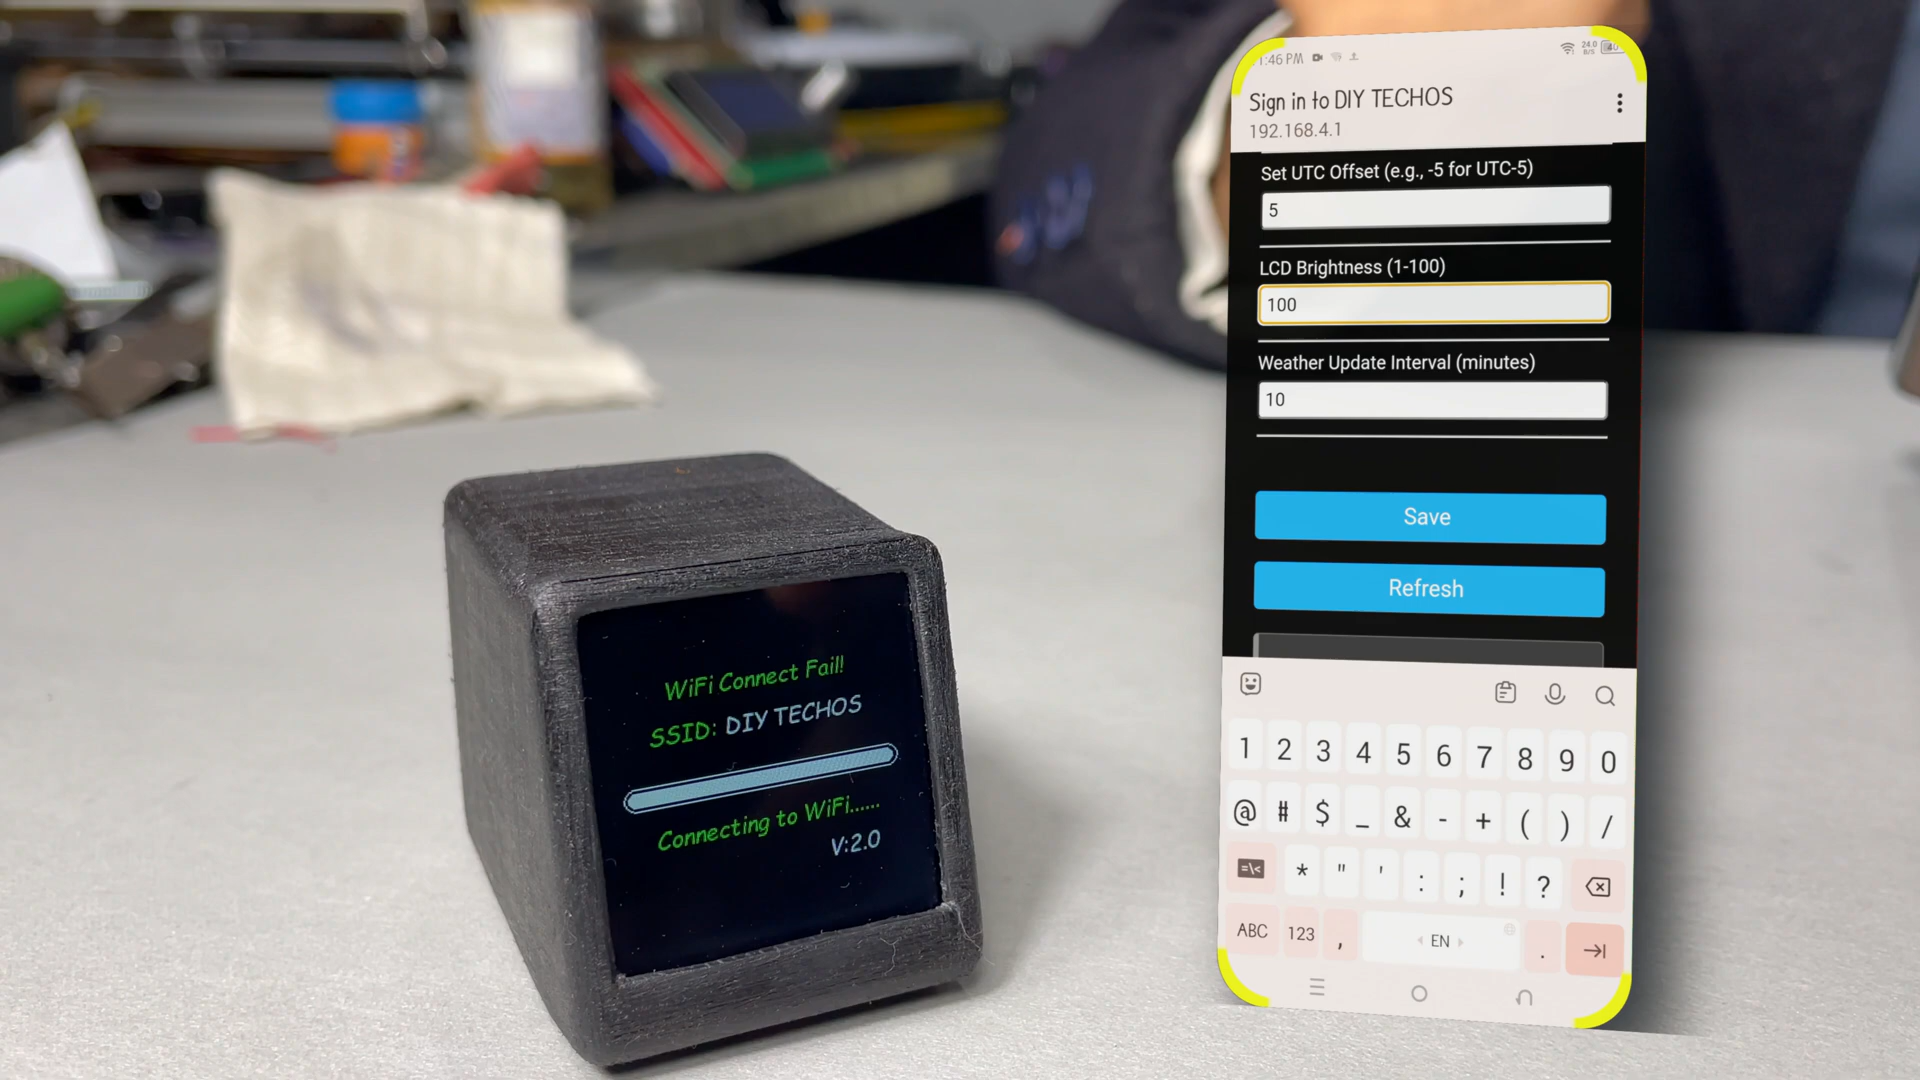 WiFi Connect Fail!
SSID: DIY TECHOS
Connecting to WiFi......
V:2.0
1:46 PM
24.0
B/S
Sign in to DIY TECHOS
192.168.4.1
Set UTC Offset (e.g., -5 for UTC-5)
5
LCD Brightness (1-100)
100
Weather Update Interval (minutes)
10
Save
Refresh
1 2 3 4 5 6 7 8 9 0
@ # $ _ & - + ( ) /
=\< * " ' : ; ! ?
ABC 123 , EN .